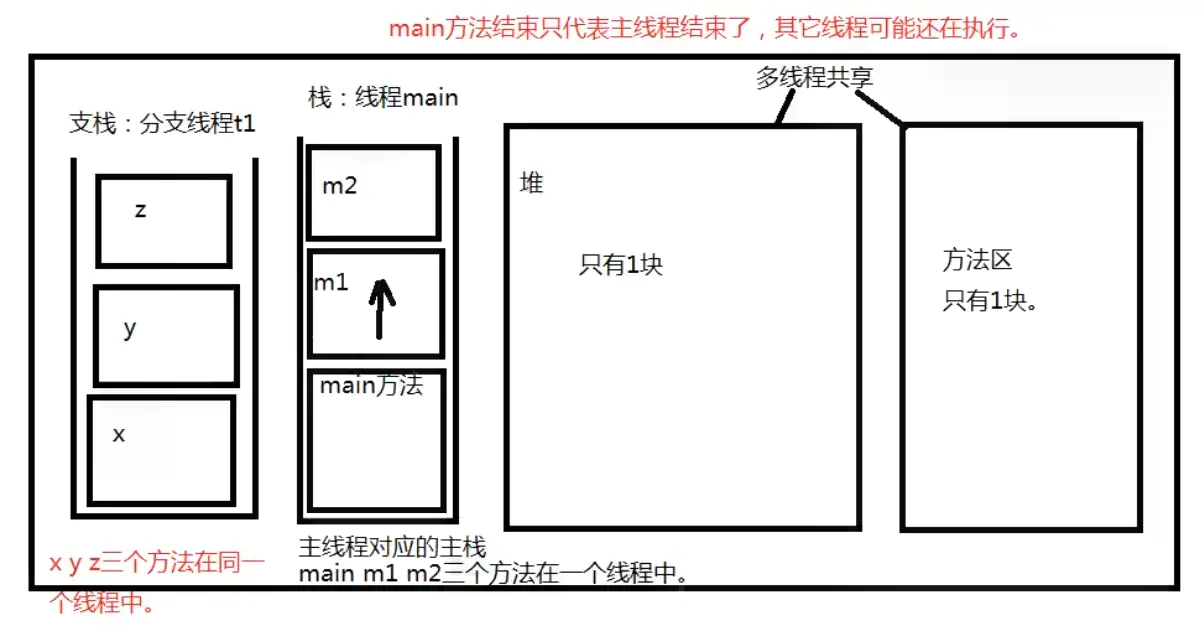 main方法结束只代表主线程结束了，其它线程可能还在执行。
多线程共享
栈：线程main
支栈：分支线程t1
z
y
x
m2
m1
main方法
堆
只有1块
方法区
只有1块。
x y z三个方法在同一
个线程中。
主线程对应的主栈
main m1 m2三个方法在一个线程中。